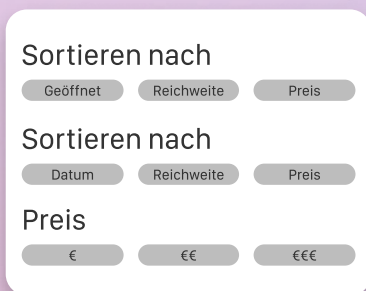 Sortieren nach
Geöffnet Reichweite Preis
Sortieren nach
Datum Reichweite Preis
Preis
€ €€ €€€